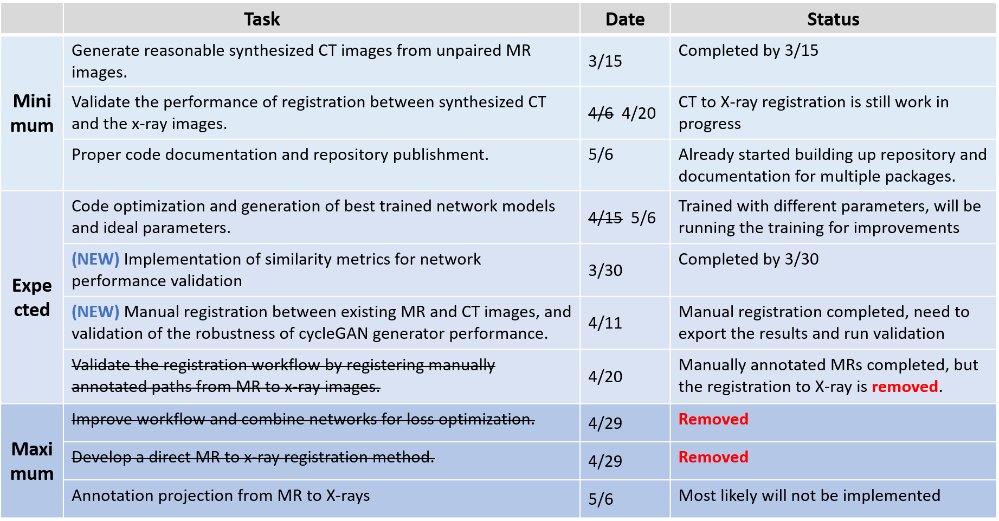 Task Date Status
Mini
mum
Generate reasonable synthesized CT images from unpaired MR
images.
3/15
Completed by 3/15
Validate the performance of registration between synthesized CT
and the x-ray images.
4/6 4/20
CT to X-ray registration is still work in
progress
Proper code documentation and repository publishment.
5/6
Already started building up repository and
documentation for multiple packages.
Expe
cted
Code optimization and generation of best trained network models
and ideal parameters.
4/15 5/6
Trained with different parameters, will be
running the training for improvements
(NEW) Implementation of similarity metrics for network
performance validation
3/30
Completed by 3/30
(NEW) Manual registration between existing MR and CT images, and
validation of the robustness of cycleGAN generator performance.
4/11
Manual registration completed, need to
export the results and run validation
Validate the registration workflow by registering manually
annotated paths from MR to x-ray images.
4/20
Manually annotated MRs completed, but
the registration to X-ray is removed.
Maxi
mum
Improve workflow and combine networks for loss optimization.
4/29
Removed
Develop a direct MR to x-ray registration method.
4/29
Removed
Annotation projection from MR to X-rays
5/6
Most likely will not be implemented